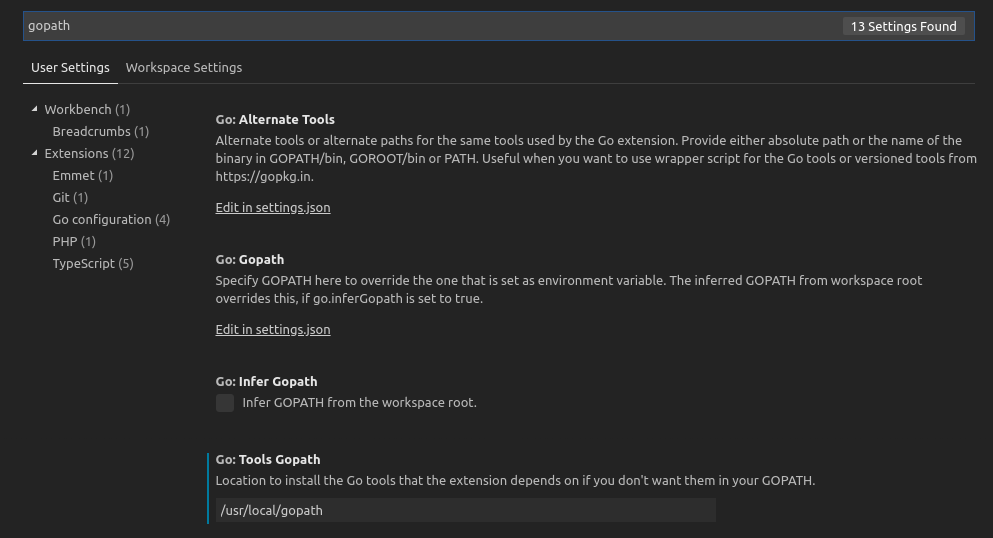 gopath
13 Settings Found
User Settings
Workspace Settings
Workbench (1)
Breadcrumbs (1)
Extensions (12)
Emmet (1)
Git (1)
Go configuration (4)
PHP (1)
TypeScript (5)
Go: Alternate Tools
Alternate tools or alternate paths for the same tools used by the Go extension. Provide either absolute path or the name of the
binary in GOPATH/bin, GOROOT/bin or PATH. Useful when you want to use wrapper script for the Go tools or versioned tools from
https://gopkg.in.
Edit in settings.json
Go: Gopath
Specify GOPATH here to override the one that is set as environment variable. The inferred GOPATH from workspace root
overrides this, if go.inferGopath is set to true.
Edit in settings.json
Go: Infer Gopath
Infer GOPATH from the workspace root.
Go: Tools Gopath
Location to install the Go tools that the extension depends on if you don't want them in your GOPATH.
/usr/local/gopath